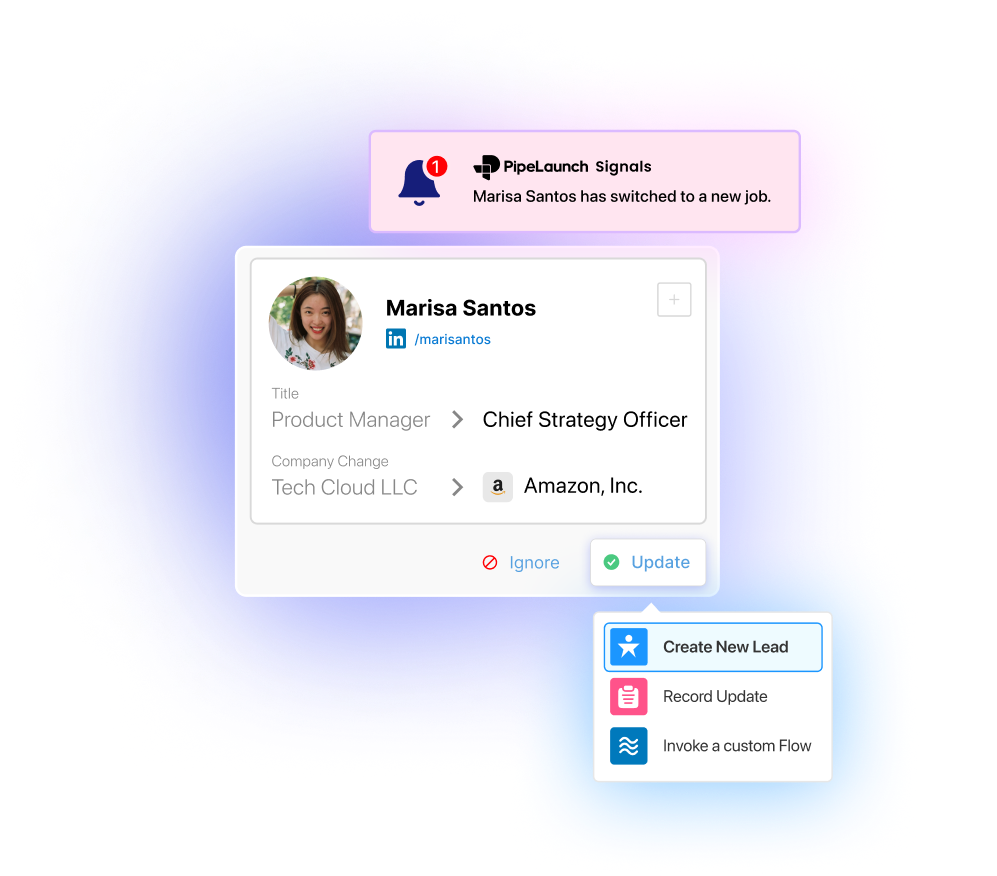 1
PipeLaunch Signals
Marisa Santos has switched to a new job.
Marisa Santos
in /marisantos
Title
Product Manager Chief Strategy Officer
Company Change
Tech Cloud LLC a Amazon, Inc.
Ignore Update
Create New Lead
Record Update
Invoke a custom Flow